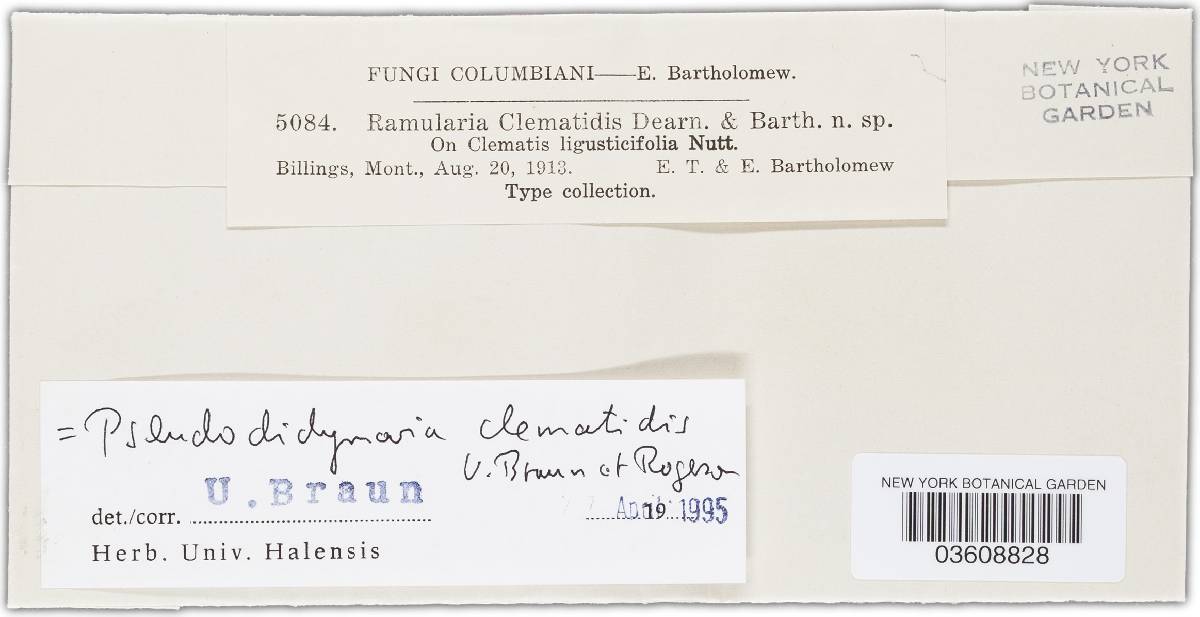 FUNGI COLUMBIANI——E. Bartholomew.
NEW YORK
BOTANICAL
GARDEN
5084. Ramularia Clematidis Dearn. & Barth. n. sp.
On Clematis ligusticifolia Nutt.
Billings, Mont., Aug. 20, 1913. E. T. & E. Bartholomew
Type collection.
= Pseudodidymaria clematidis
U. Braun et Rogerson
U. Braun
det./corr. 19 1995
Herb. Univ. Halensis
NEW YORK BOTANICAL GARDEN
03608828